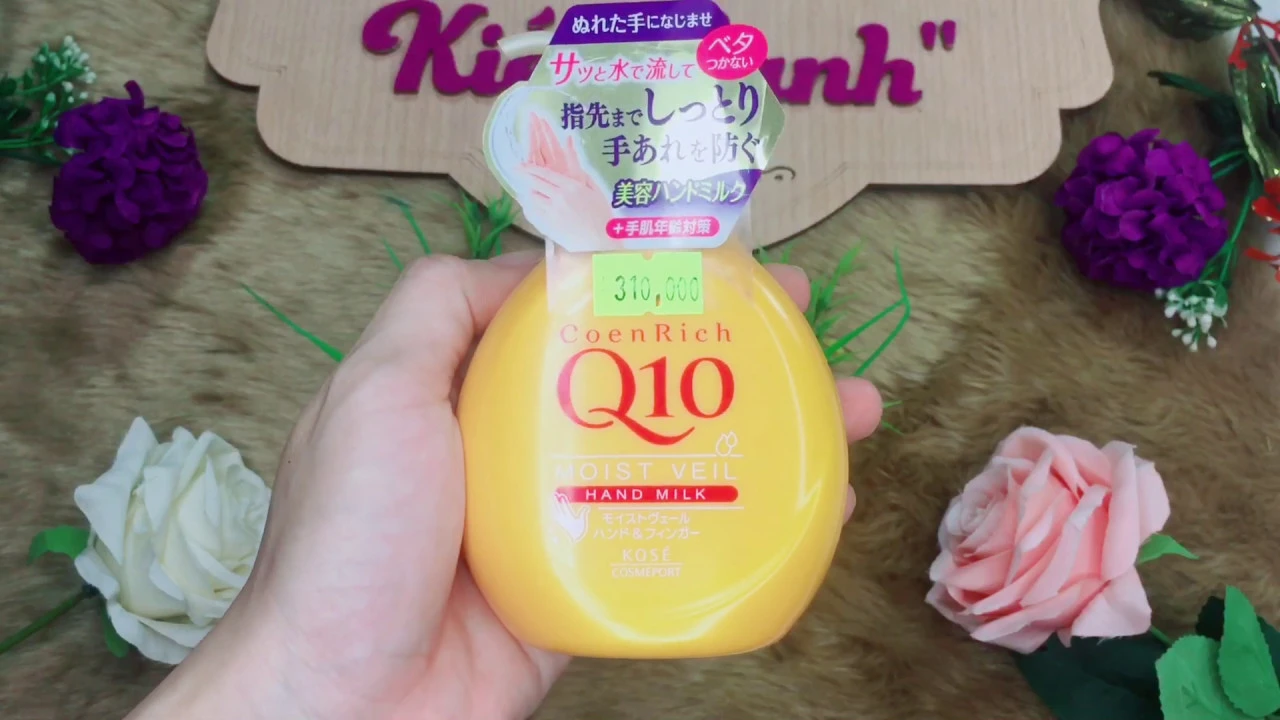 ぬれた手になじませ
サッと水で流して
ベタ
つかない
指先までしっとり
手あれを防ぐ
美容ハンドミルク
+手肌年齢対策
310,000
CoenRich
Q10
MOIST VEIL
HAND MILK
モイストヴェール
ハンド&フィンガー
KOSÉ
COSMÉPORT